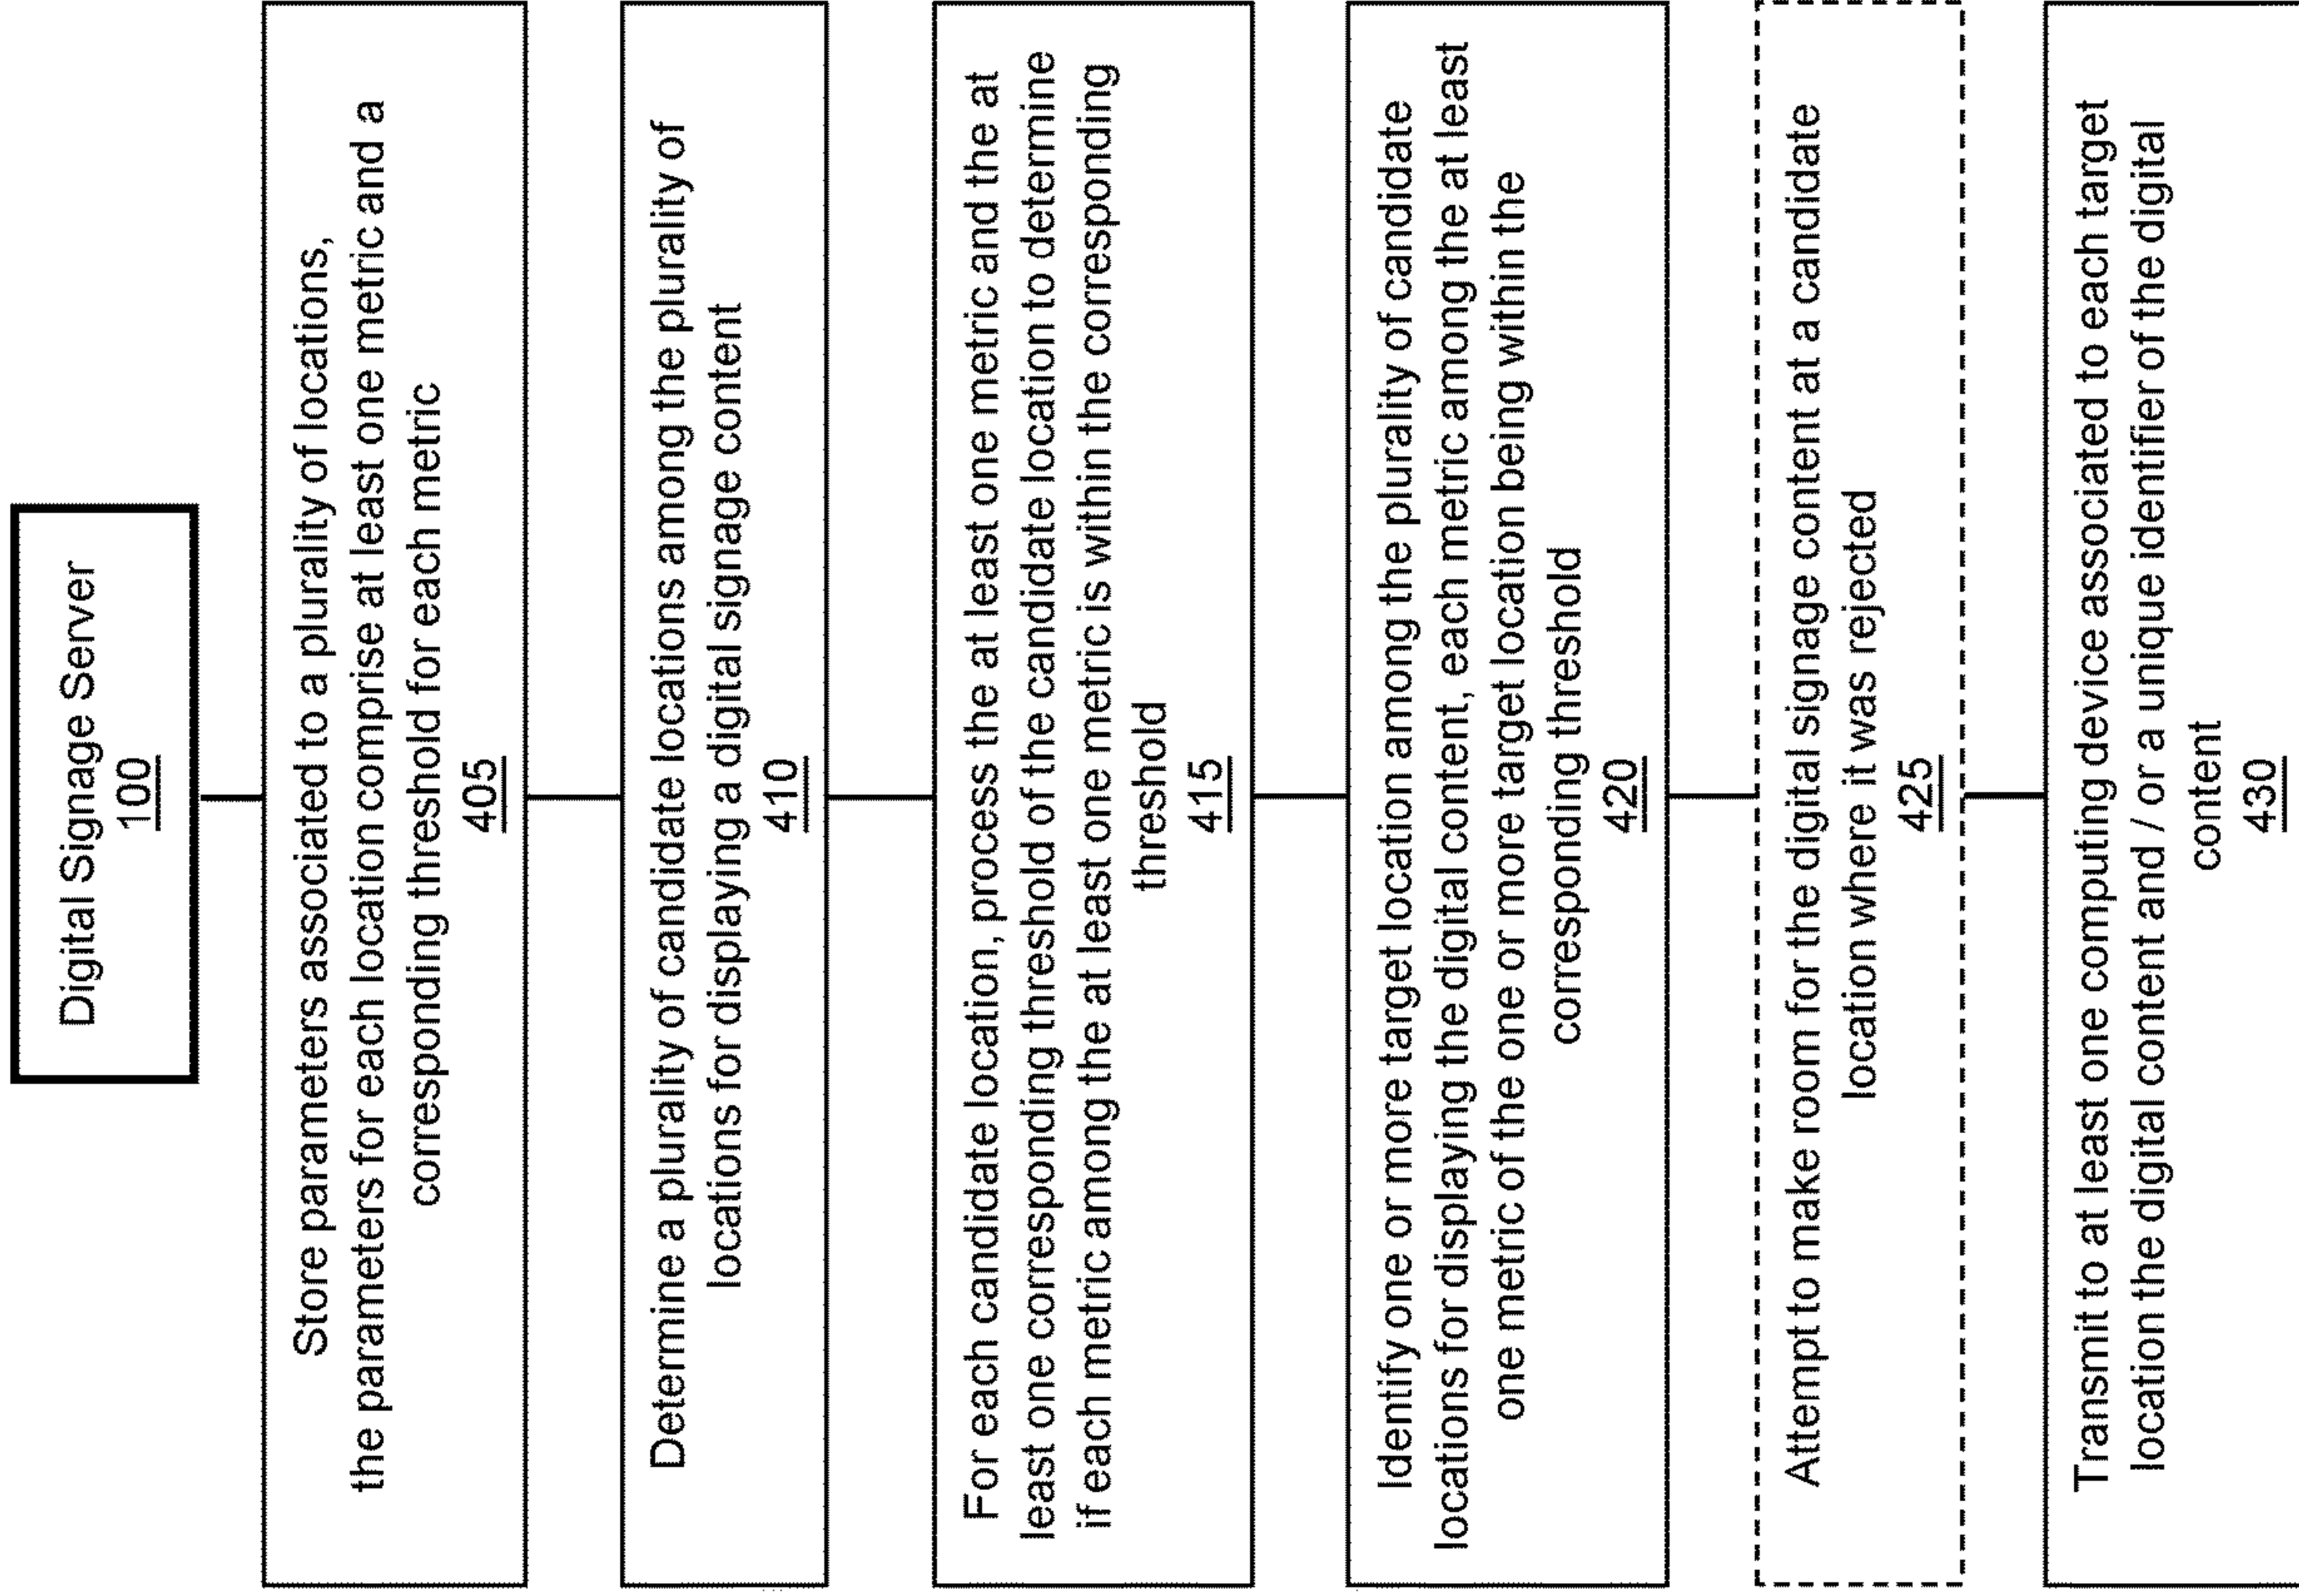 Digital Signage Server
100
Store parameters associated to a plurality of locations,
the parameters for each location comprise at least one metric and a
corresponding threshold for each metric
405
Determine a plurality of candidate locations among the plurality of
locations for displaying a digital signage content
410
For each candidate location, process the at least one metric and the at
least one corresponding threshold of the candidate location to determine
if each metric among the at least one metric is within the corresponding
threshold
415
Identify one or more target location among the plurality of candidate
locations for displaying the digital content, each metric among the at least
one metric of the one or more target location being within the
corresponding threshold
420
Attempt to make room for the digital signage content at a candidate
location where it was rejected
425
Transmit to at least one computing device associated to each target
location the digital content and / or a unique identifier of the digital
content
430